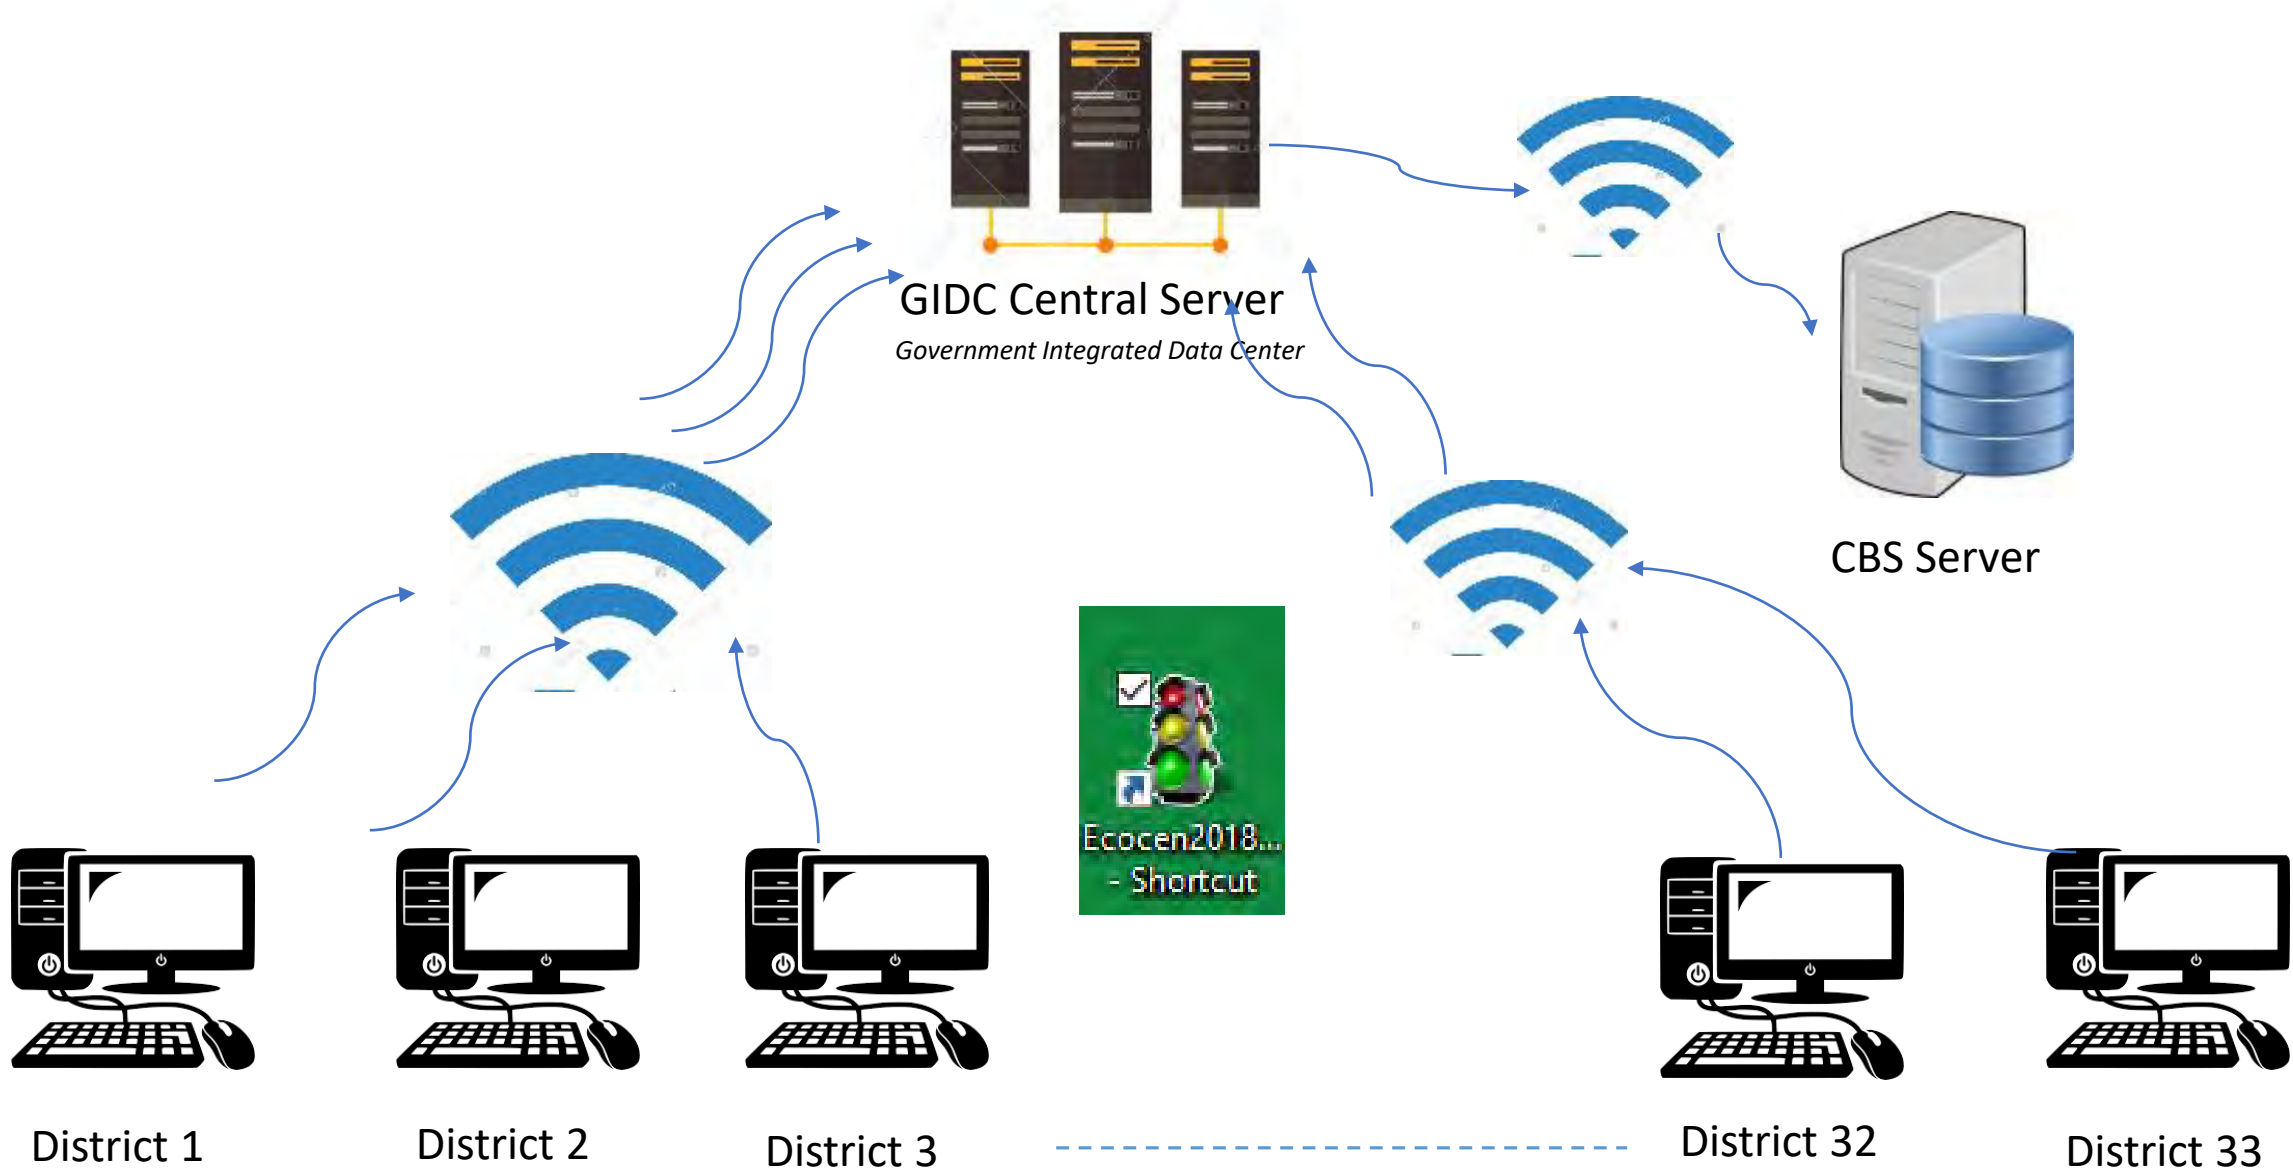 GIDC Central Server
Government Integrated Data Center
CBS Server
Ecocen2018...
- Shortcut
District 1
District 2
District 3
District 32
District 33